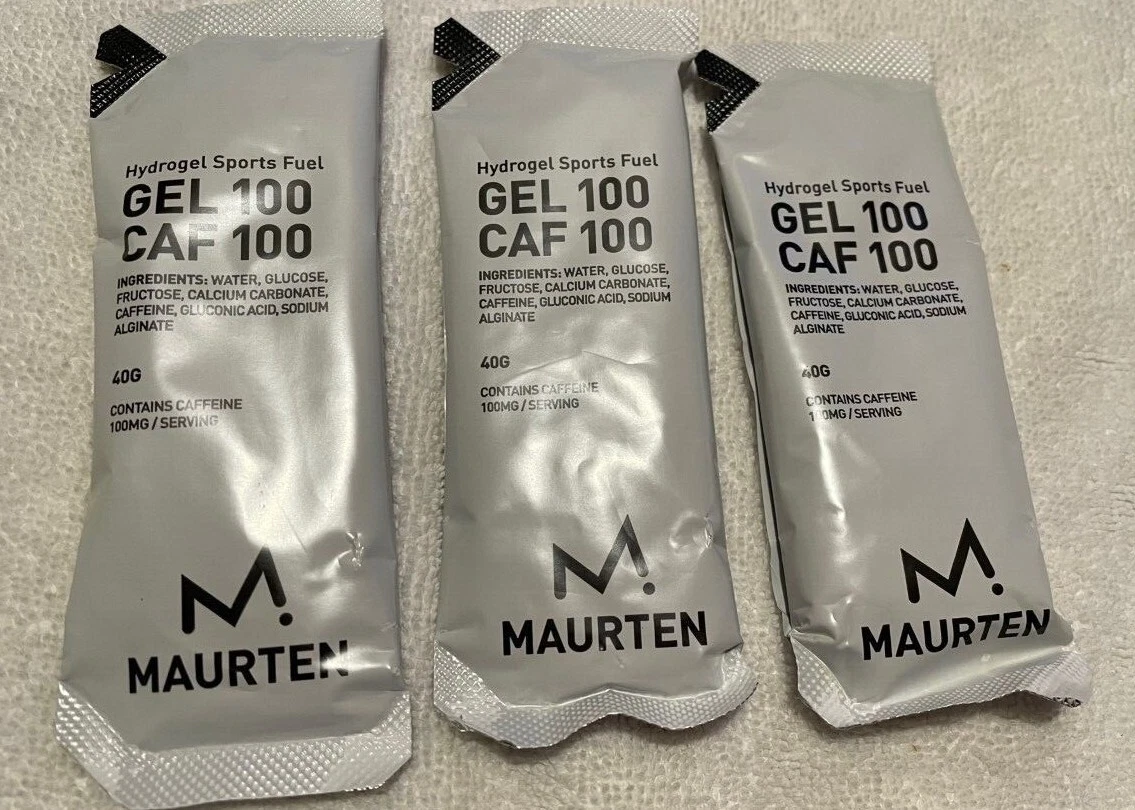 Hydrogel Sports Fuel
GEL 100
CAF 100
INGREDIENTS: WATER, GLUCOSE,
FRUCTOSE, CALCIUM CARBONATE,
CAFFEINE, GLUCONIC ACID, SODIUM
ALGINATE
40G
CONTAINS CAFFEINE
100MG / SERVING
MAURTEN
Hydrogel Sports Fuel
GEL 100
CAF 100
INGREDIENTS: WATER, GLUCOSE,
FRUCTOSE, CALCIUM CARBONATE,
CAFFEINE, GLUCONIC ACID, SODIUM
ALGINATE
40G
CONTAINS CAFFEINE
100MG / SERVING
MAURTEN
Hydrogel Sports Fuel
GEL 100
CAF 100
INGREDIENTS: WATER, GLUCOSE,
FRUCTOSE, CALCIUM CARBONATE,
CAFFEINE, GLUCONIC ACID, SODIUM
ALGINATE
40G
CONTAINS CAFFEINE
100MG / SERVING
MAURTEN